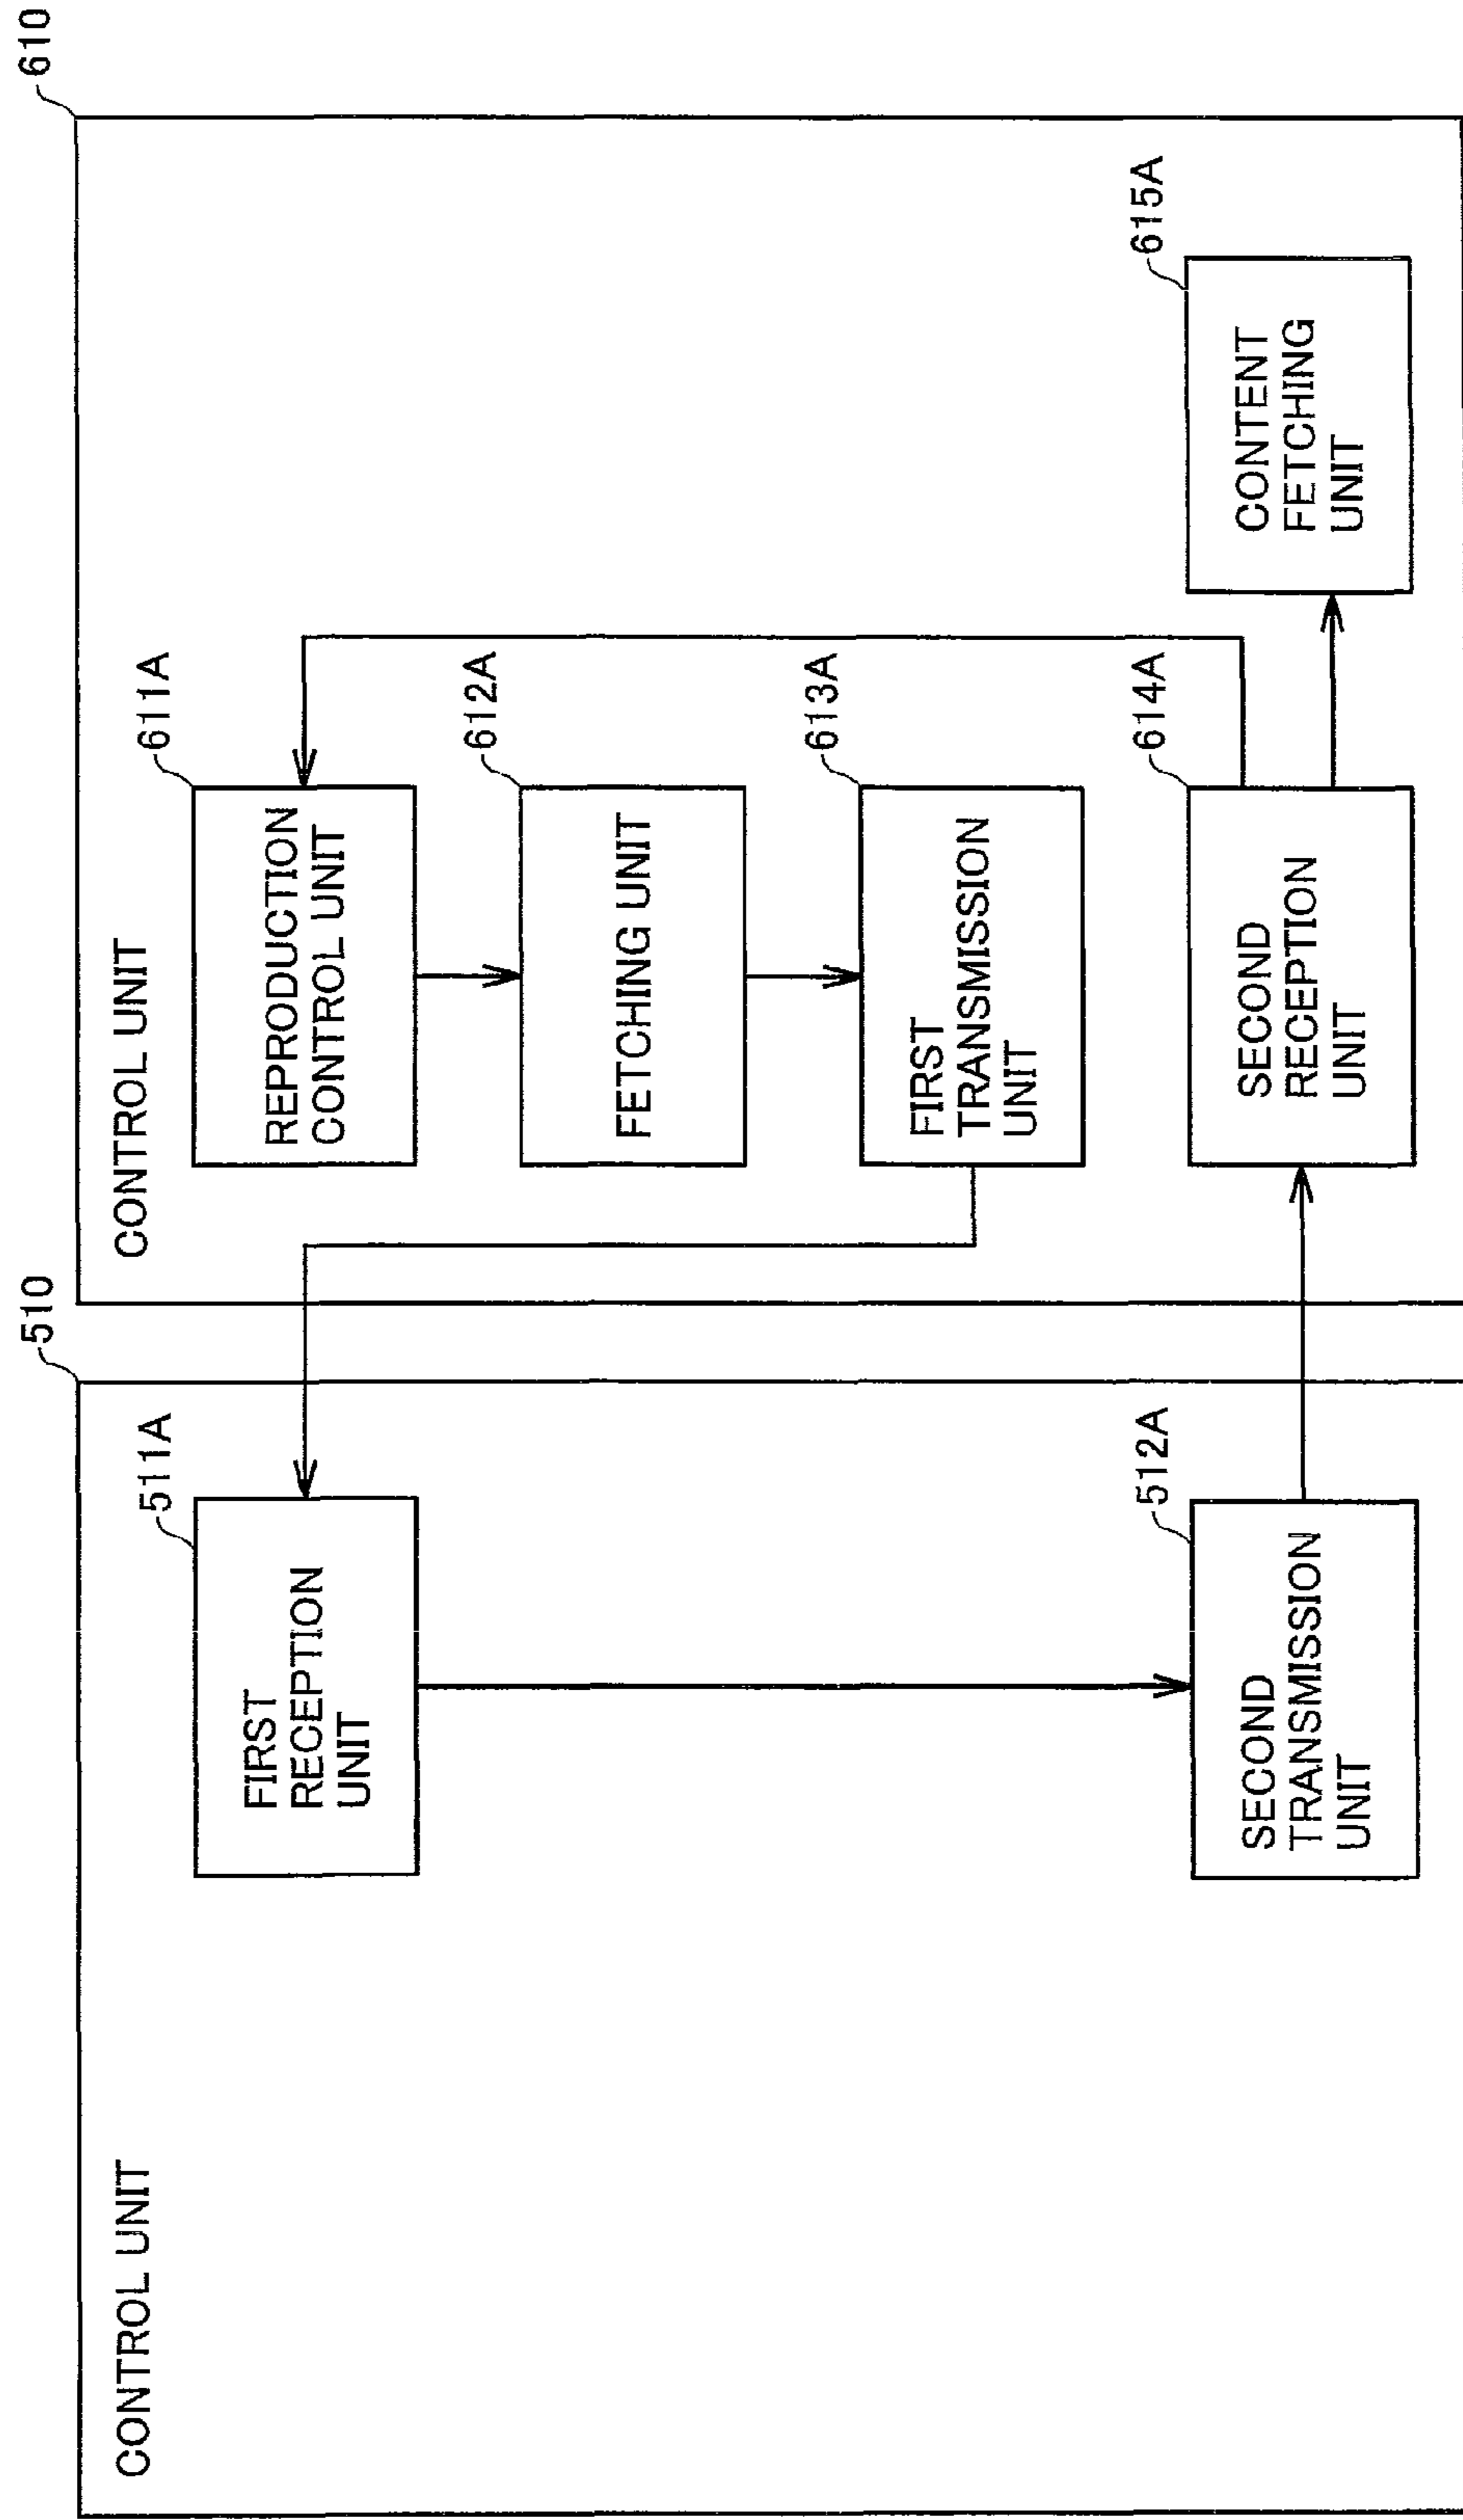 510
CONTROL UNIT
511A
FIRST
RECEPTION
UNIT
512A
SECOND
TRANSMISSION
UNIT
610
CONTROL UNIT
611A
REPRODUCTION
CONTROL UNIT
612A
FETCHING UNIT
613A
FIRST
TRANSMISSION
UNIT
614A
SECOND
RECEPTION
UNIT
615A
CONTENT
FETCHING
UNIT